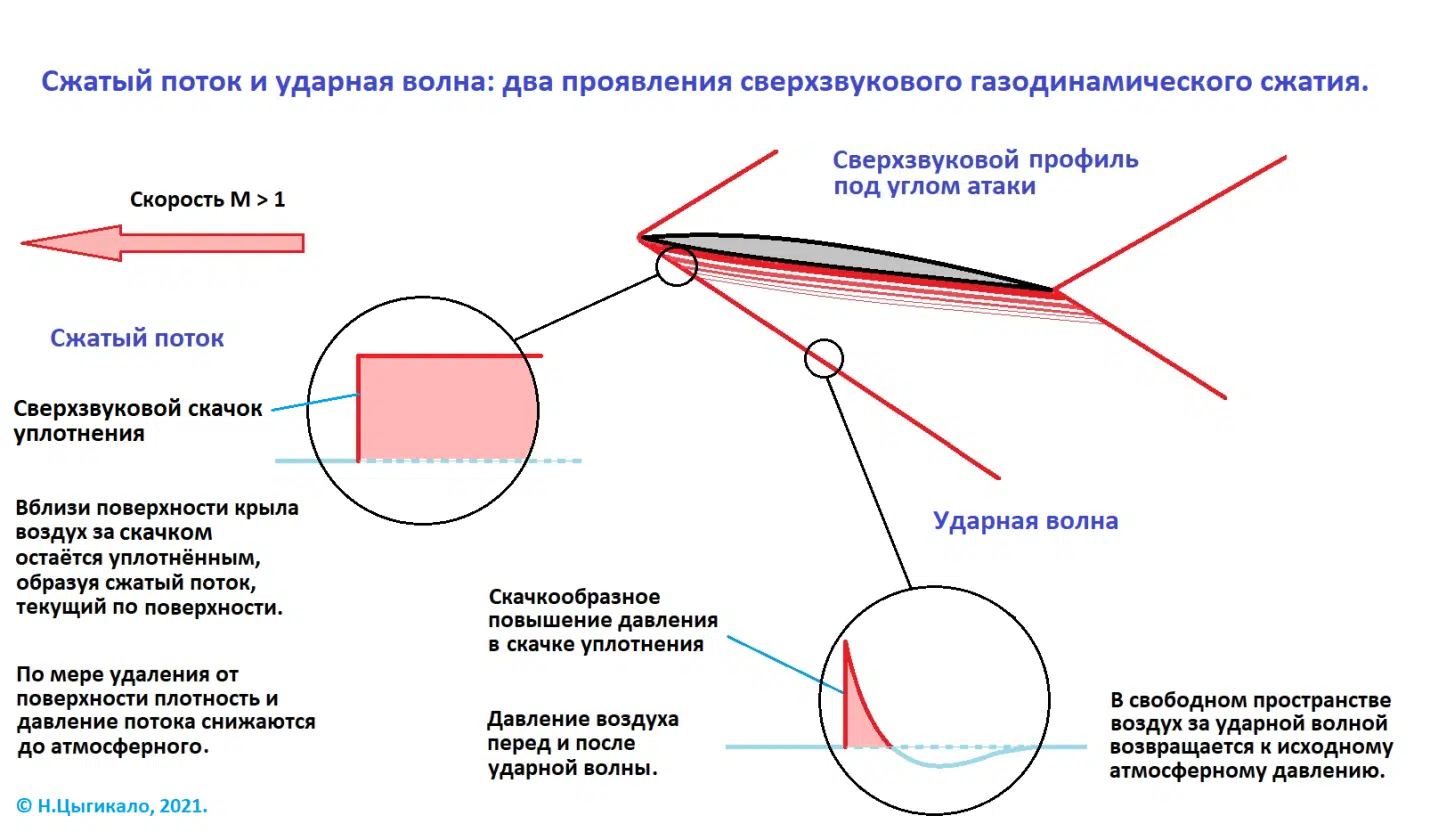 Сжатый поток и ударная волна: два проявления сверхзвукового газодинамического сжатия.
Сверхзвуковой профиль
под углом атаки
Скорость М > 1
Сжатый поток
Сверхзвуковой скачок
уплотнения
Вблизи поверхности крыла
воздух за скачком
остаётся уплотнённым,
образуя сжатый поток,
текущий по поверхности.
По мере удаления от
поверхности плотность и
давление потока снижаются
до атмосферного.
Ударная волна
Скачкообразное
повышение давления
в скачке уплотнения
Давление воздуха
перед и после
ударной волны.
В свободном пространстве
воздух за ударной волной
возвращается к исходному
атмосферному давлению.
© Н.Цыгикало, 2021.